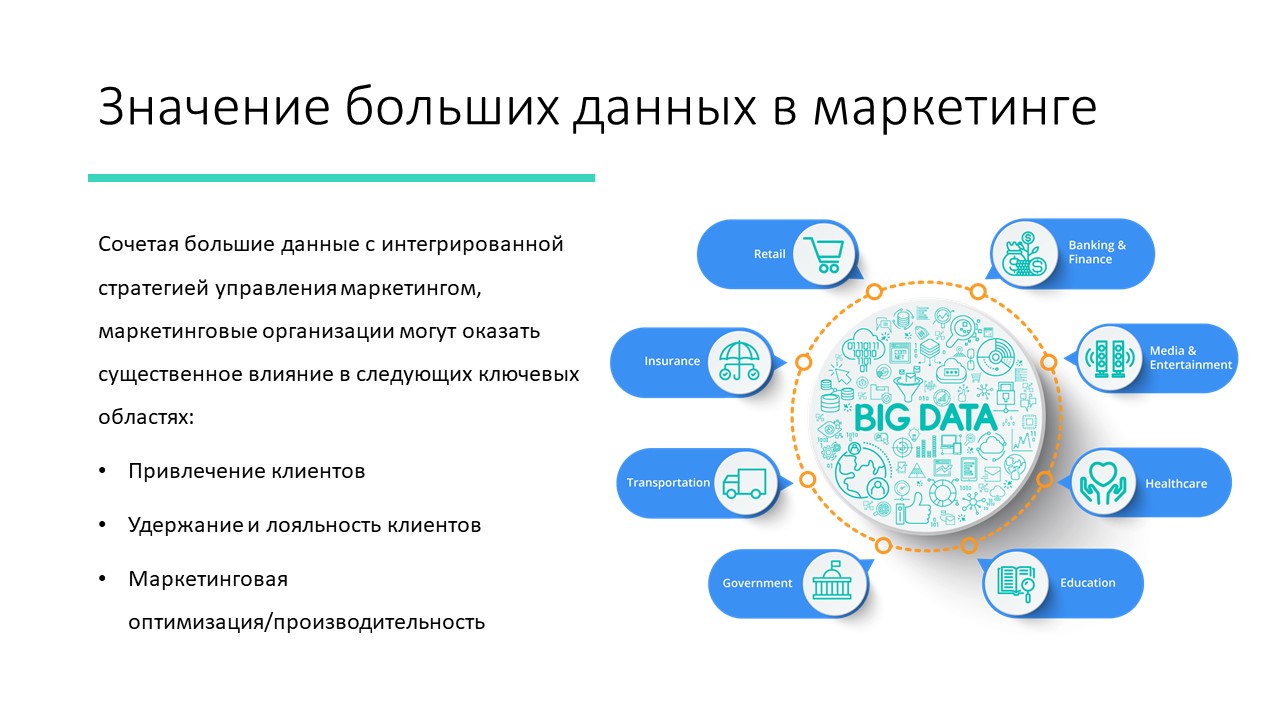 Значение больших данных в маркетинге
Сочетая большие данные с интегрированной
стратегией управления маркетингом,
маркетинговые организации могут оказать
существенное влияние в следующих ключевых
областях:
• Привлечение клиентов
• Удержание и лояльность клиентов
• Маркетинговая
оптимизация/производительность
Retail
Banking &
Finance
Insurance
Media &
Entertainment
BIG DATA
Transportation
Healthcare
Government
Education